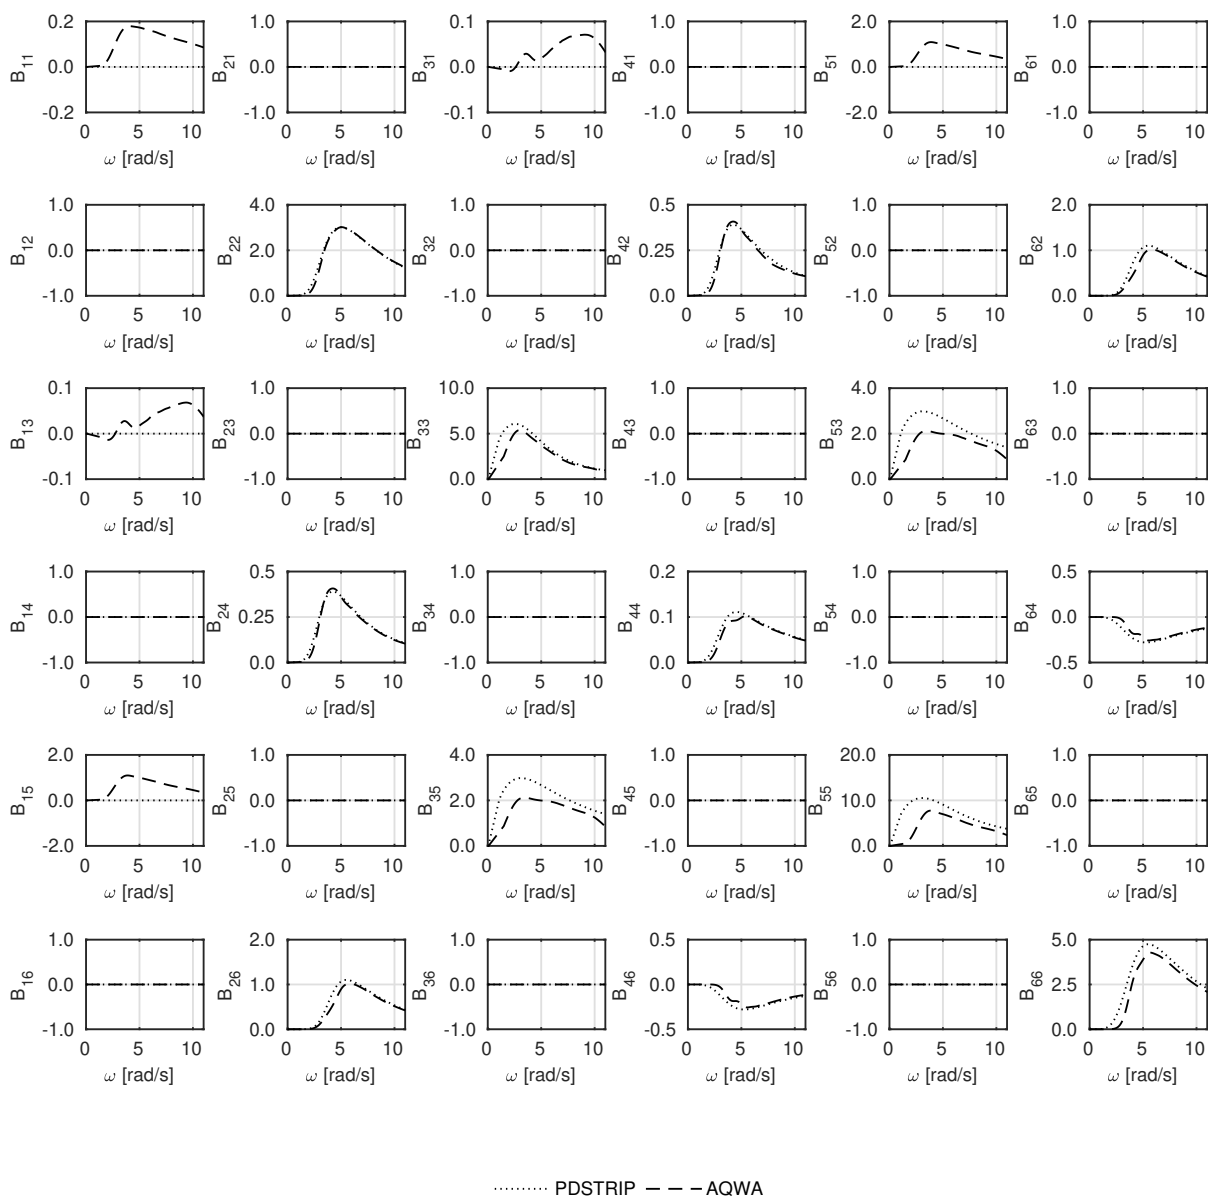 0.2 1.0 0.1 1.0 2.0 1.0
B11 0.0 B21 0.0 B31 0.0 B41 0.0 B51 0.0 B61 0.0
-0.2 -1.0 -0.1 -1.0 -2.0 -1.0
0 5 10 0 5 10 0 5 10 0 5 10 0 5 10 0 5 10
ω [rad/s] ω [rad/s] ω [rad/s] ω [rad/s] ω [rad/s] ω [rad/s]
1.0 4.0 1.0 0.5 1.0 2.0
B12 0.0 B22 2.0 B32 0.0 B42 0.25 B52 0.0 B62 1.0
-1.0 0.0 -1.0 0.0 -1.0 0.0
0 5 10 0 5 10 0 5 10 0 5 10 0 5 10 0 5 10
ω [rad/s] ω [rad/s] ω [rad/s] ω [rad/s] ω [rad/s] ω [rad/s]
0.1 1.0 10.0 1.0 4.0 1.0
B13 0.0 B23 0.0 B33 5.0 B43 0.0 B53 2.0 B63 0.0
-0.1 -1.0 0.0 -1.0 0.0 -1.0
0 5 10 0 5 10 0 5 10 0 5 10 0 5 10 0 5 10
ω [rad/s] ω [rad/s] ω [rad/s] ω [rad/s] ω [rad/s] ω [rad/s]
1.0 0.5 1.0 0.2 1.0 0.5
B14 0.0 B24 0.25 B34 0.0 B44 0.1 B54 0.0 B64 0.0
-1.0 0.0 -1.0 0.0 -1.0 -0.5
0 5 10 0 5 10 0 5 10 0 5 10 0 5 10 0 5 10
ω [rad/s] ω [rad/s] ω [rad/s] ω [rad/s] ω [rad/s] ω [rad/s]
2.0 1.0 4.0 1.0 20.0 1.0
B15 0.0 B25 0.0 B35 2.0 B45 0.0 B55 10.0 B65 0.0
-2.0 -1.0 0.0 -1.0 0.0 -1.0
0 5 10 0 5 10 0 5 10 0 5 10 0 5 10 0 5 10
ω [rad/s] ω [rad/s] ω [rad/s] ω [rad/s] ω [rad/s] ω [rad/s]
1.0 2.0 1.0 0.5 1.0 5.0
B16 0.0 B26 1.0 B36 0.0 B46 0.0 B56 0.0 B66 2.5
-1.0 0.0 -1.0 -0.5 -1.0 0.0
0 5 10 0 5 10 0 5 10 0 5 10 0 5 10 0 5 10
ω [rad/s] ω [rad/s] ω [rad/s] ω [rad/s] ω [rad/s] ω [rad/s]
PDSTRIP AQWA